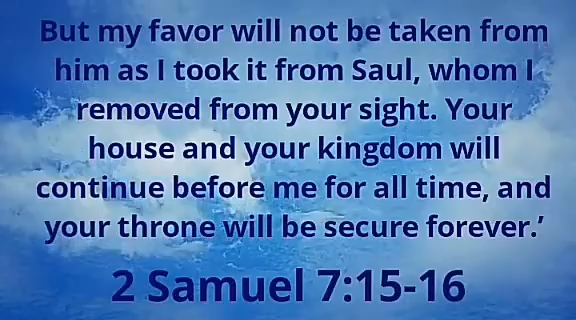 But my favor will not be taken from
him as I took it from Saul, whom I
removed from your sight. Your
house and your kingdom will
continue before me for all time, and
your throne will be secure forever.’
2 Samuel 7:15-16